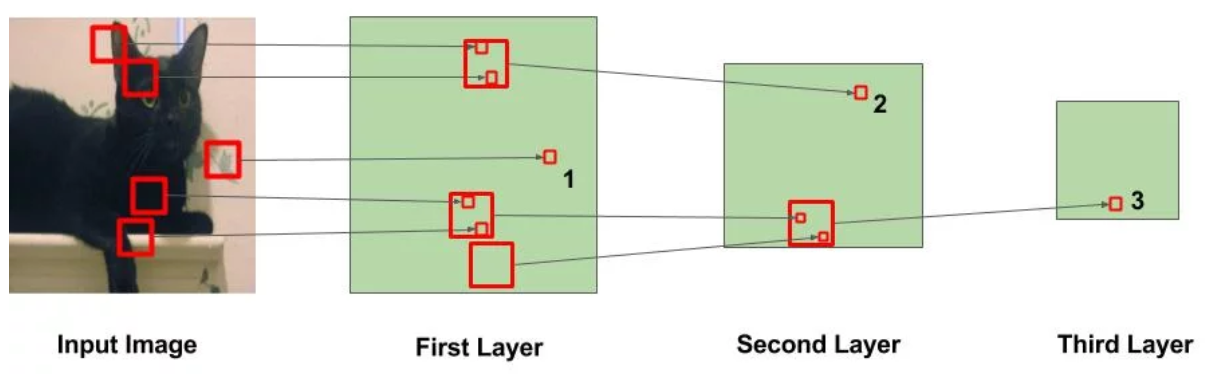 1
2
3
Input Image
First Layer
Second Layer
Third Layer